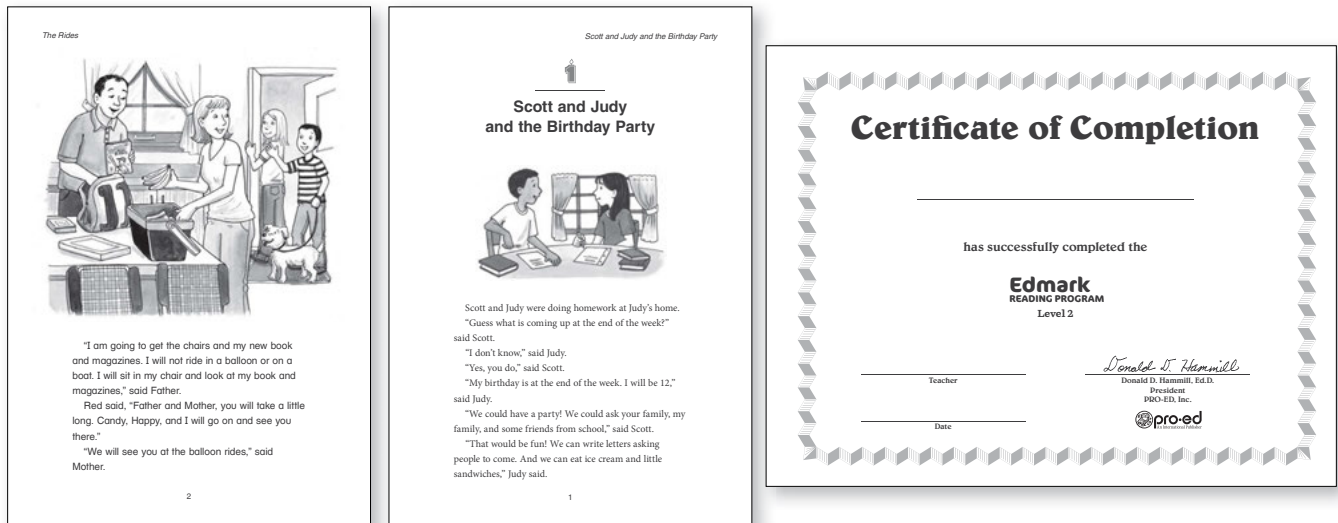 The Rides
“I am going to get the chairs and my new book
and magazines. I will not ride in a balloon or on a
boat. I will sit in my chair and look at my book and
magazines,” said Father.
Red said, “Father and Mother, you will take a little
long. Candy, Happy, and I will go on and see you
there.”
“We will see you at the balloon rides,” said
Mother.
2
Scott and Judy and the Birthday Party
1
Scott and Judy
and the Birthday Party
Scott and Judy were doing homework at Judy’s home.
“Guess what is coming up at the end of the week?”
said Scott.
“I don’t know,” said Judy.
“Yes, you do,” said Scott.
“My birthday is at the end of the week. I will be 12,”
said Judy.
“We could have a party! We could ask your family, my
family, and some friends from school,” said Scott.
“That would be fun! We can write letters asking
people to come. And we can eat ice cream and little
sandwiches,” Judy said.
1
Certificate of Completion
has successfully completed the
Edmark
READING PROGRAM
Level 2
Teacher
Date
Donald D. Hammill
Donald D. Hammill, Ed.D.
President
PRO-ED, Inc.
pro·ed
An International Publisher